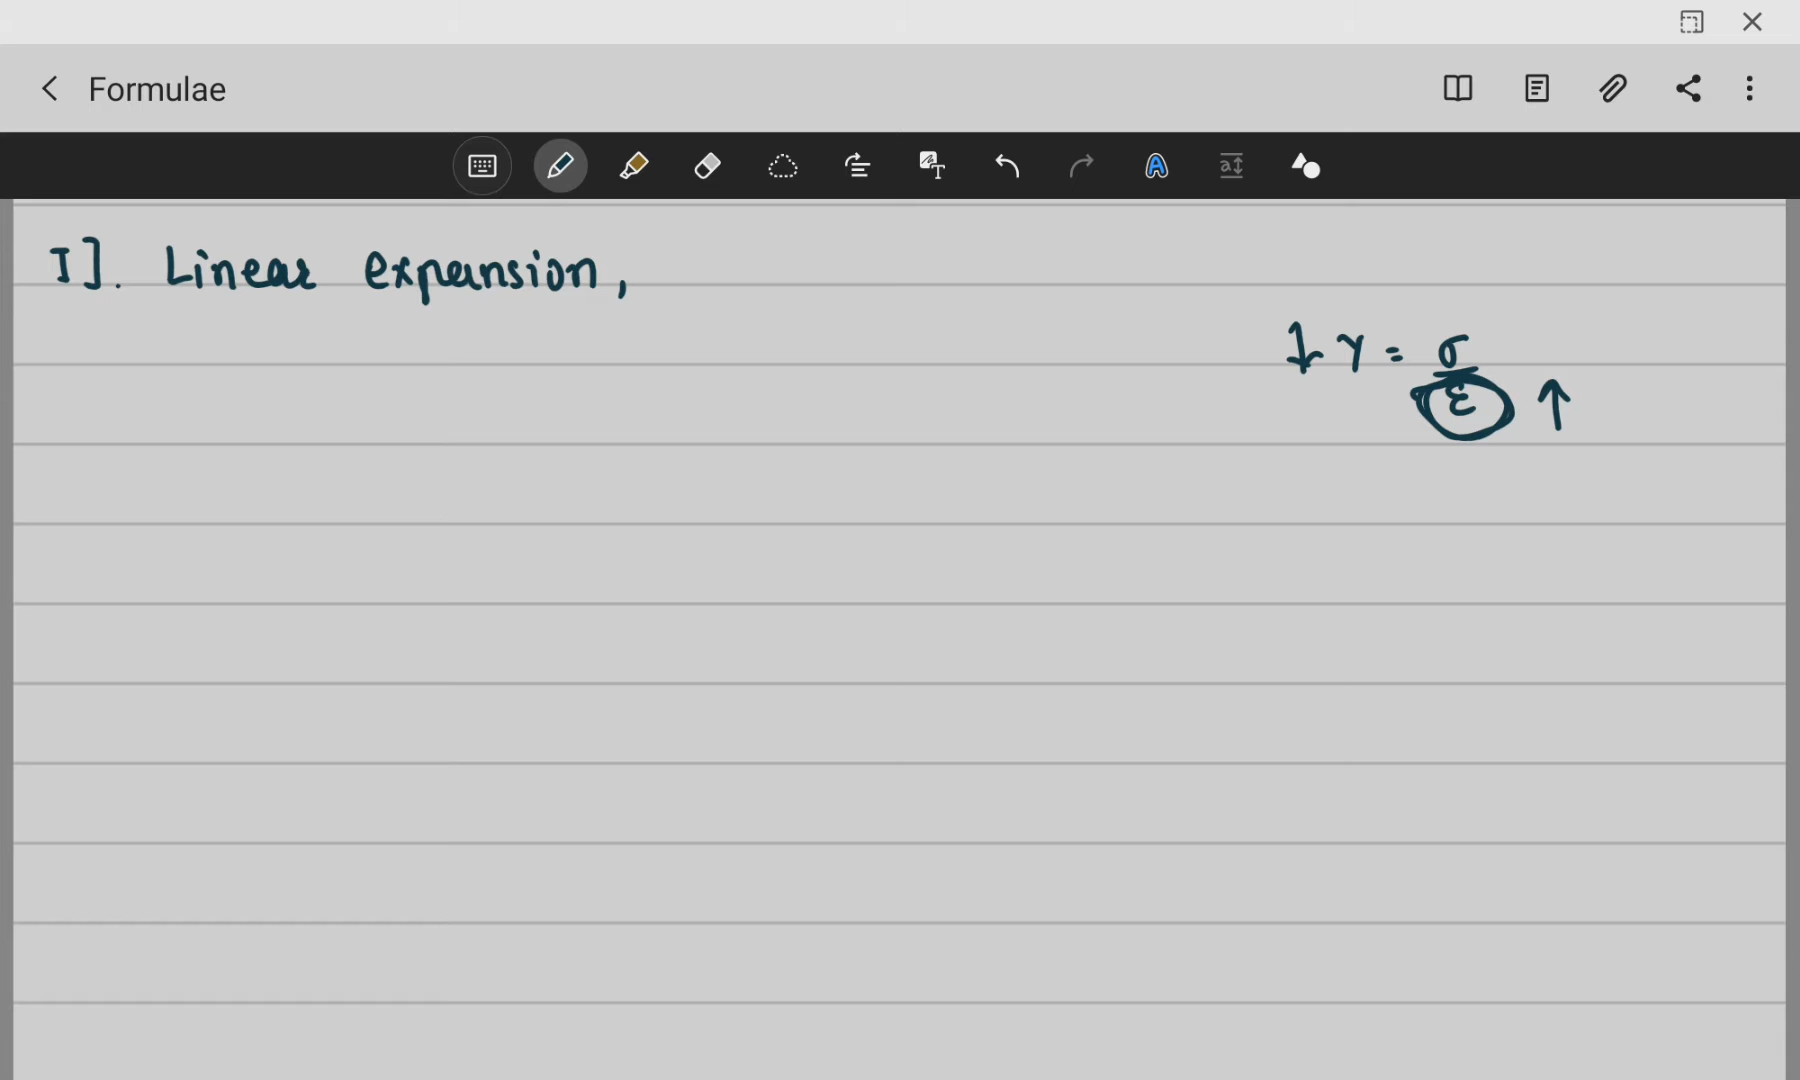 Formulae
I]. Linear expansion,
↓ Y = σ
ε ↑